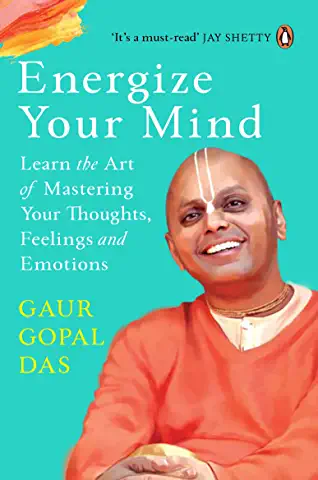 ‘It’s a must-read’ JAY SHETTY
Energize
Your Mind
Learn the Art
of Mastering
Your Thoughts,
Feelings and
Emotions
GAUR
GOPAL
DAS